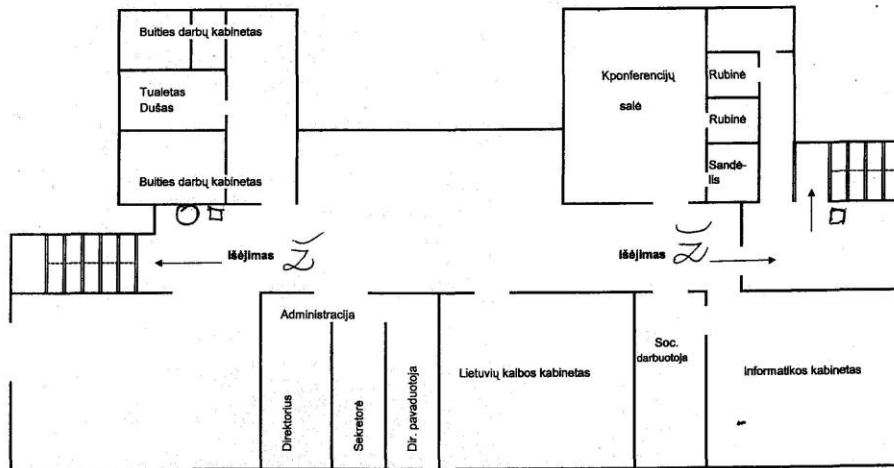 Buities darbų kabinetas
Tualetas
Dušas
Buities darbų kabinetas
Kponferencijų
salė
Rubinė
Rubinė
Sandė-
lis
Išėjimas
Ž
Išėjimas
Ž
Administracija
Direktorius
Sekretorė
Dir. pavaduotoja
Lietuvių kalbos kabinetas
Soc.
darbuotoja
Informatikos kabinetas